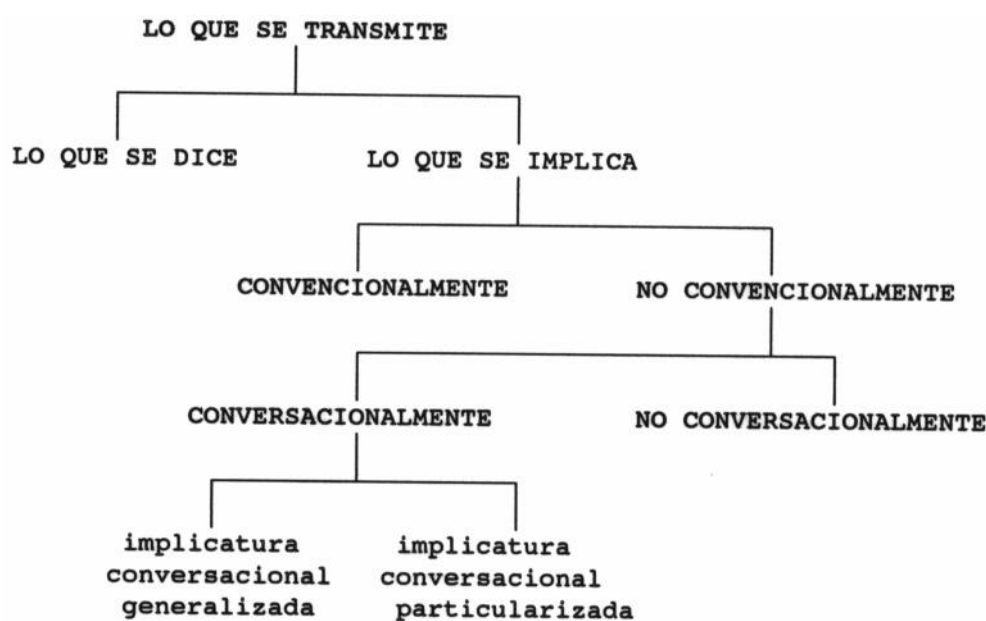 LO QUE SE TRANSMITE
LO QUE SE DICE
LO QUE SE IMPLICA
CONVENCIONALMENTE
NO CONVENCIONALMENTE
CONVERSACIONALMENTE
NO CONVERSACIONALMENTE
implicatura
conversacional
generalizada
implicatura
conversacional
particularizada